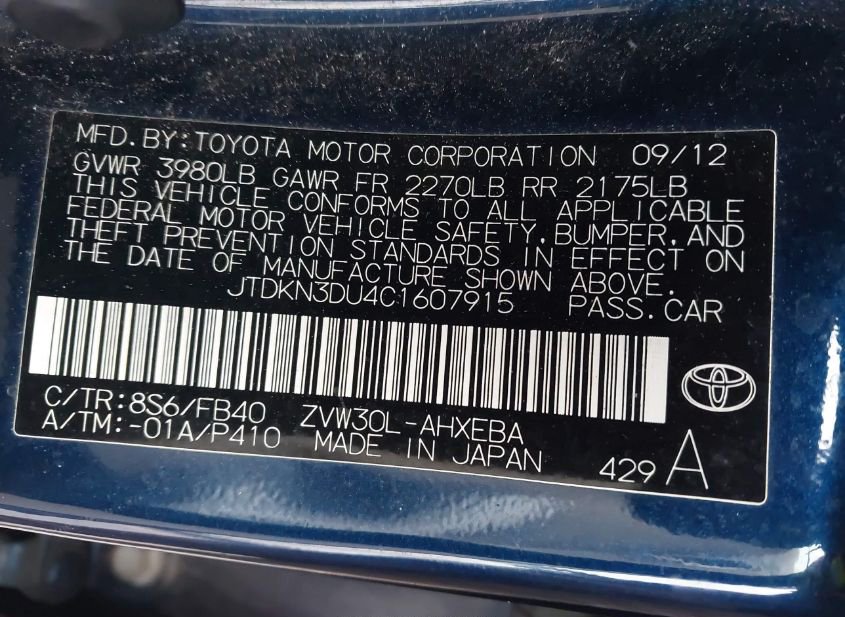 MFD.BY:TOYOTA MOTOR CORPORATION 09/12
GVWR 3980LB GAWR FR 2270LB RR 2175LB
THIS VEHICLE CONFORMS TO ALL APPLICABLE
FEDERAL MOTOR VEHICLE SAFETY,BUMPER,AND
THEFT PREVENTION STANDARDS IN EFFECT ON
THE DATE OF MANUFACTURE SHOWN ABOVE.
JTDKN3DU4C1607915 PASS.CAR
C/TR:8S6/FB40 ZVW30L-AHXEBA
A/TM:-01A/P410 MADE IN JAPAN 429 A